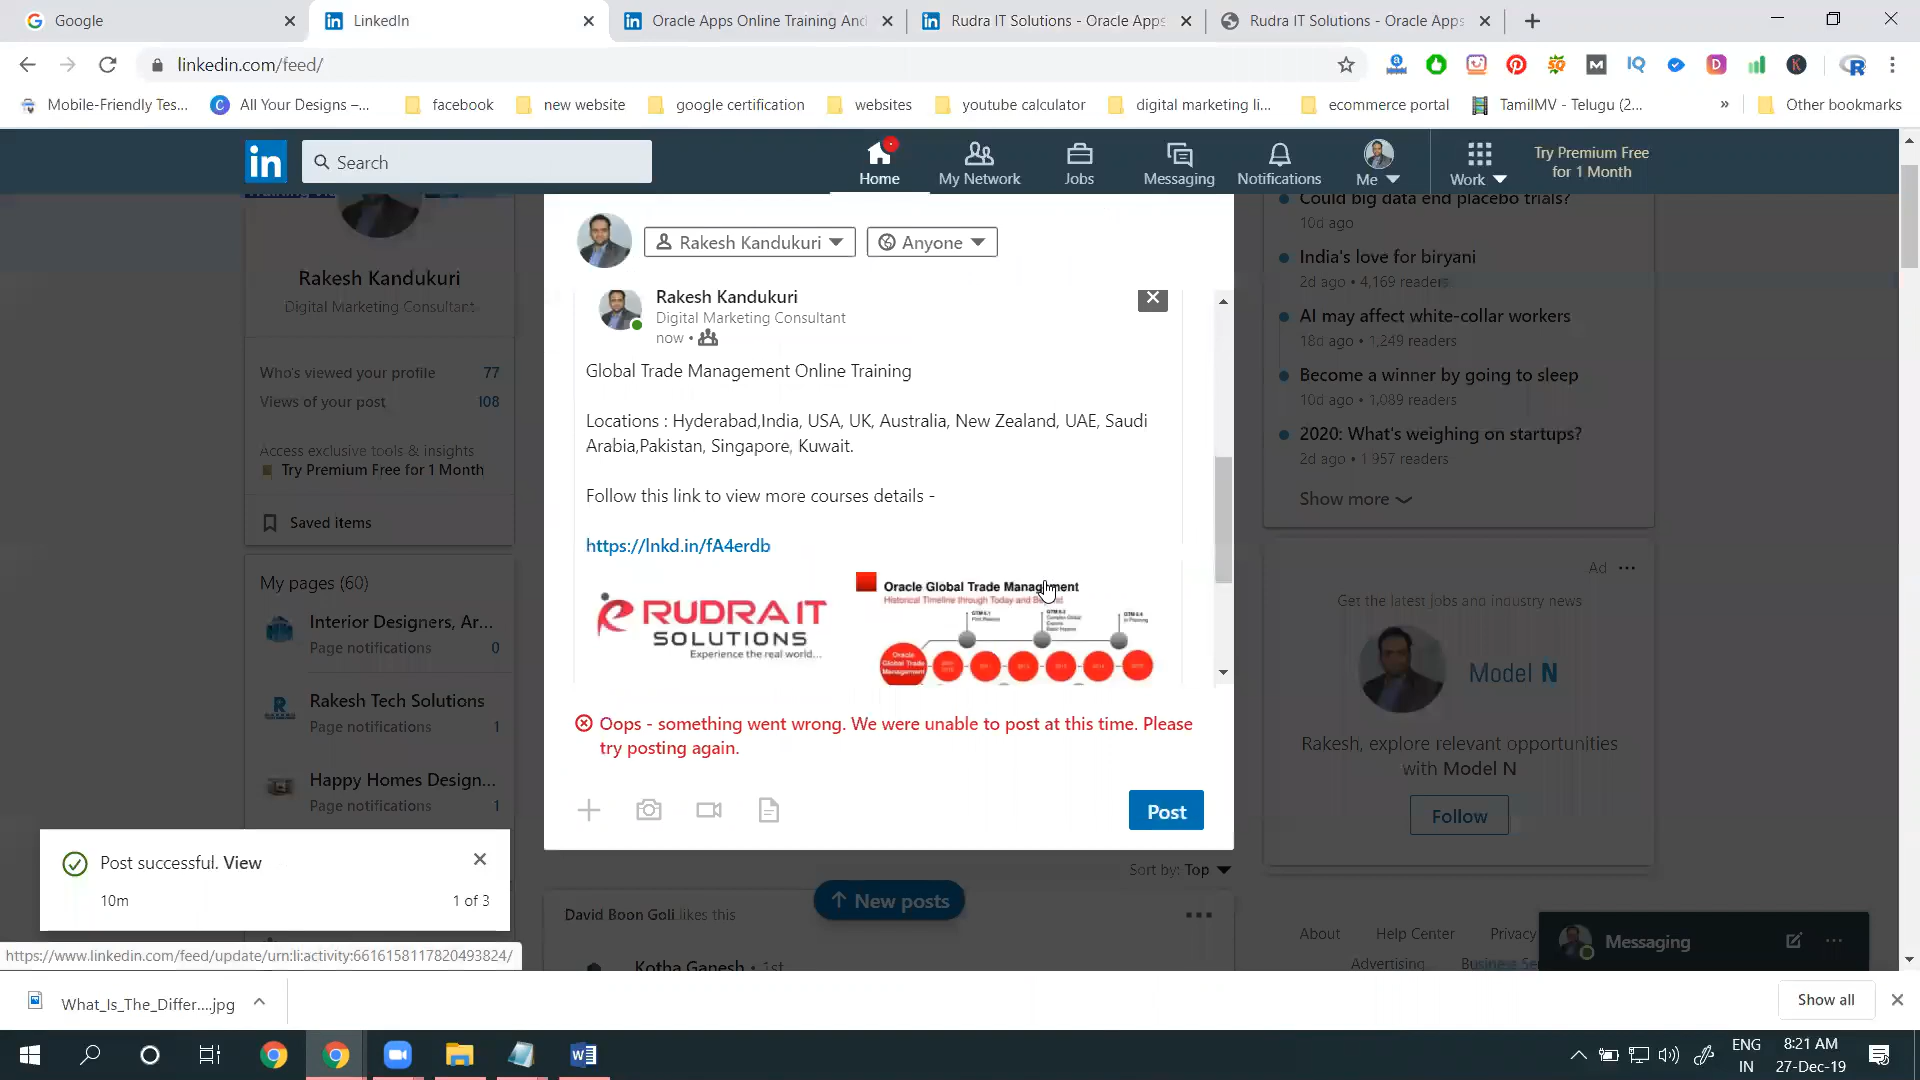 Google
LinkedIn
Oracle Apps Online Training And
Rudra IT Solutions - Oracle Apps
Rudra IT Solutions - Oracle Apps
linkedin.com/feed/
Mobile-Friendly Tes...
All Your Designs –...
facebook
new website
google certification
websites
youtube calculator
digital marketing li...
ecommerce portal
TamilMV - Telugu (2...
»
Other bookmarks
in
Search
Home
My Network
Jobs
Messaging
Notifications
Me
Work
Try Premium Free
for 1 Month
Rakesh Kandukuri
Digital Marketing Consultant
Who's viewed your profile 77
Views of your post 108
Access exclusive tools & insights
Try Premium Free for 1 Month
Saved items
My pages (60)
Interior Designers, Ar...
Page notifications 0
Rakesh Tech Solutions
Page notifications 1
Happy Homes Design...
Page notifications 1
Rakesh Kandukuri
Anyone
Rakesh Kandukuri
Digital Marketing Consultant
now •
Global Trade Management Online Training
Locations : Hyderabad,India, USA, UK, Australia, New Zealand, UAE, Saudi
Arabia,Pakistan, Singapore, Kuwait.
Follow this link to view more courses details -
https://lnkd.in/fA4erdb
RUDRA IT
SOLUTIONS
Experience the real world...
Oracle Global Trade Management
Historical Timeline through Today and
Oracle
Global Trade
Management
Oops - something went wrong. We were unable to post at this time. Please
try posting again.
Post
Could big data end placebo trials?
10d ago
India's love for biryani
2d ago • 4,169 readers
AI may affect white-collar workers
18d ago • 1,249 readers
Become a winner by going to sleep
10d ago • 1,089 readers
2020: What's weighing on startups?
2d ago • 1 957 readers
Show more
Ad
Get the latest jobs and industry news
Model N
Rakesh, explore relevant opportunities
with Model N
Follow
Post successful. View
10m
1 of 3
Sort by: Top
New posts
David Boon Goli likes this
Kotha Ganesh • 1st
About
Help Center
Privacy
Advertising
Business Se
Messaging
https://www.linkedin.com/feed/update/urn:li:activity:6616158117820493824/
What_Is_The_Differ....jpg
Show all
ENG
IN
8:21 AM
27-Dec-19